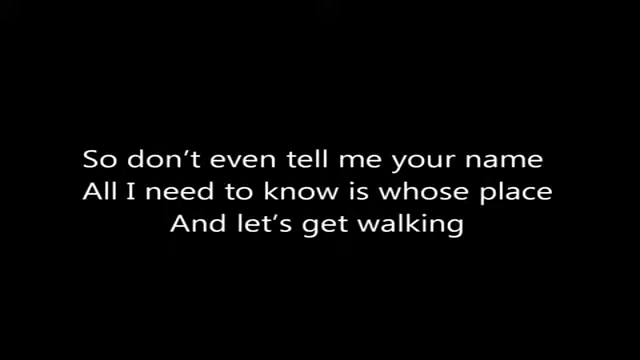 So don't even tell me your name
All I need to know is whose place
And let's get walking